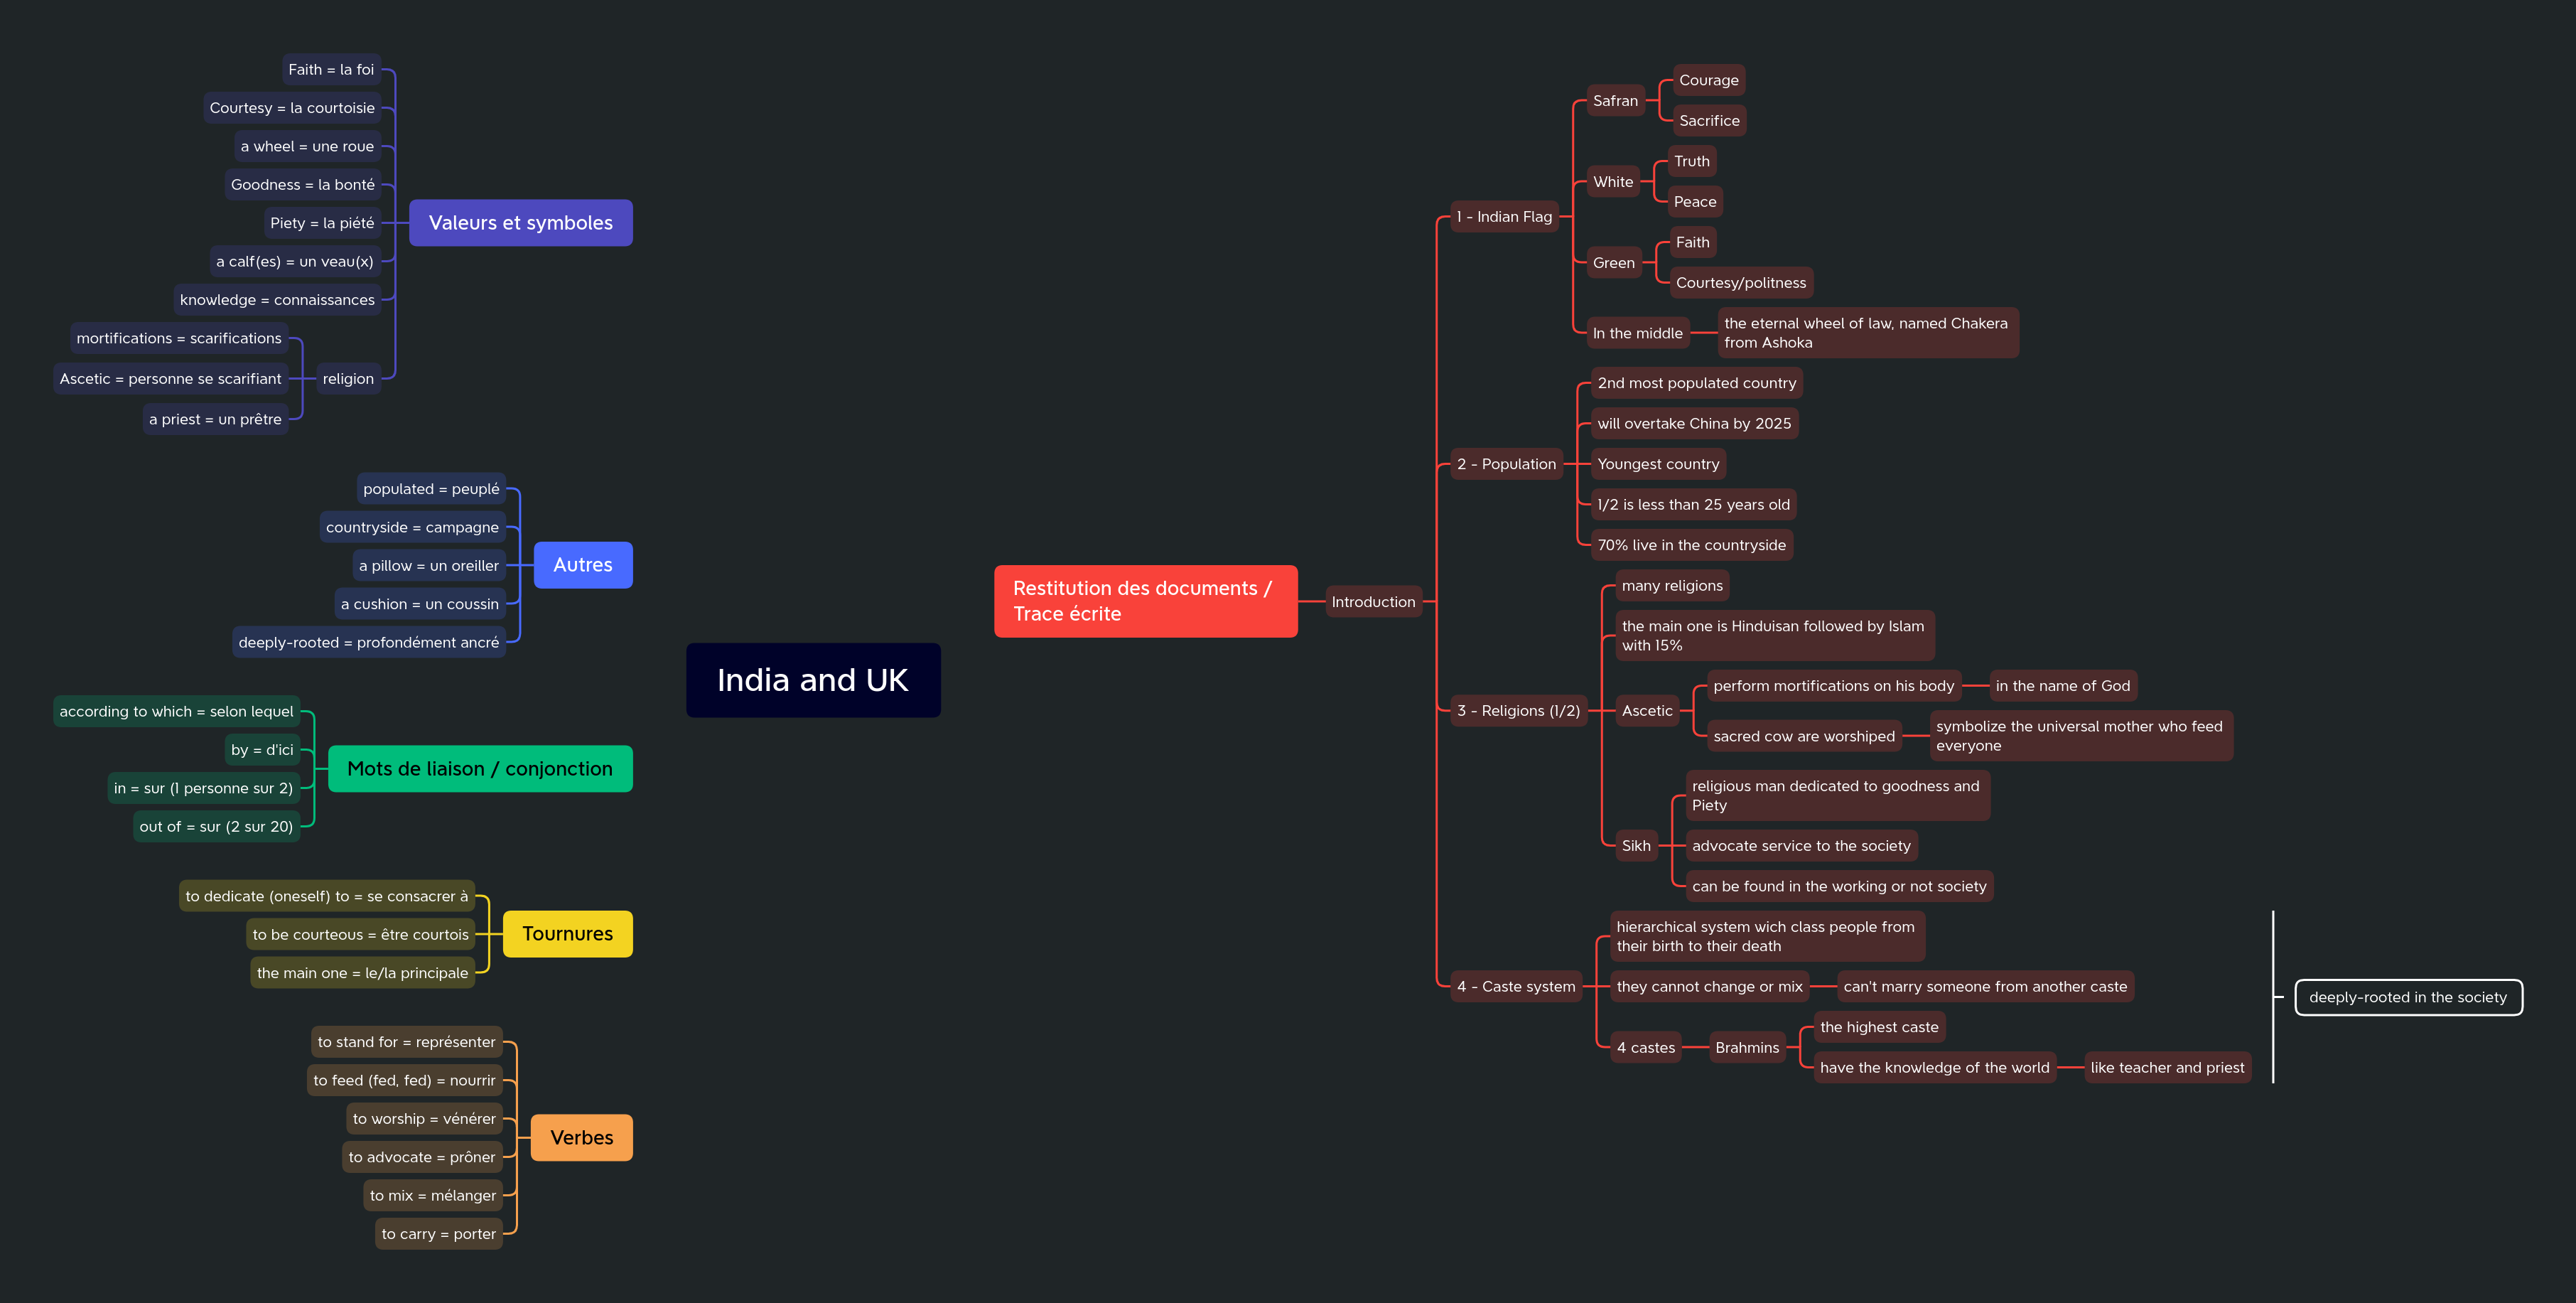 Faith = la foi
Courtesy = la courtoisie
a wheel = une roue
Goodness = la bonté
Piety = la piété
a calf(es) = un veau(x)
knowledge = connaissances
mortifications = scarifications
Ascetic = personne se scarifiant
a priest = un prêtre
religion
Valeurs et symboles
populated = peuplé
countryside = campagne
a pillow = un oreiller
a cushion = un coussin
deeply-rooted = profondément ancré
Autres
according to which = selon lequel
by = d'ici
in = sur (1 personne sur 2)
out of = sur (2 sur 20)
Mots de liaison / conjonction
to dedicate (oneself) to = se consacrer à
to be courteous = être courtois
the main one = le/la principale
Tournures
to stand for = représenter
to feed (fed, fed) = nourrir
to worship = vénérer
to advocate = prôner
to mix = mélanger
to carry = porter
Verbes
India and UK
Restitution des documents /
Trace écrite
Introduction
1 - Indian Flag
Safran
Courage
Sacrifice
White
Truth
Peace
Green
Faith
Courtesy/politness
In the middle
the eternal wheel of law, named Chakera
from Ashoka
2 - Population
2nd most populated country
will overtake China by 2025
Youngest country
1/2 is less than 25 years old
70% live in the countryside
3 - Religions (1/2)
many religions
the main one is Hinduisan followed by Islam
with 15%
Ascetic
perform mortifications on his body
in the name of God
sacred cow are worshiped
symbolize the universal mother who feed
everyone
Sikh
religious man dedicated to goodness and
Piety
advocate service to the society
can be found in the working or not society
4 - Caste system
hierarchical system wich class people from
their birth to their death
they cannot change or mix
can't marry someone from another caste
4 castes
Brahmins
the highest caste
have the knowledge of the world
like teacher and priest
deeply-rooted in the society